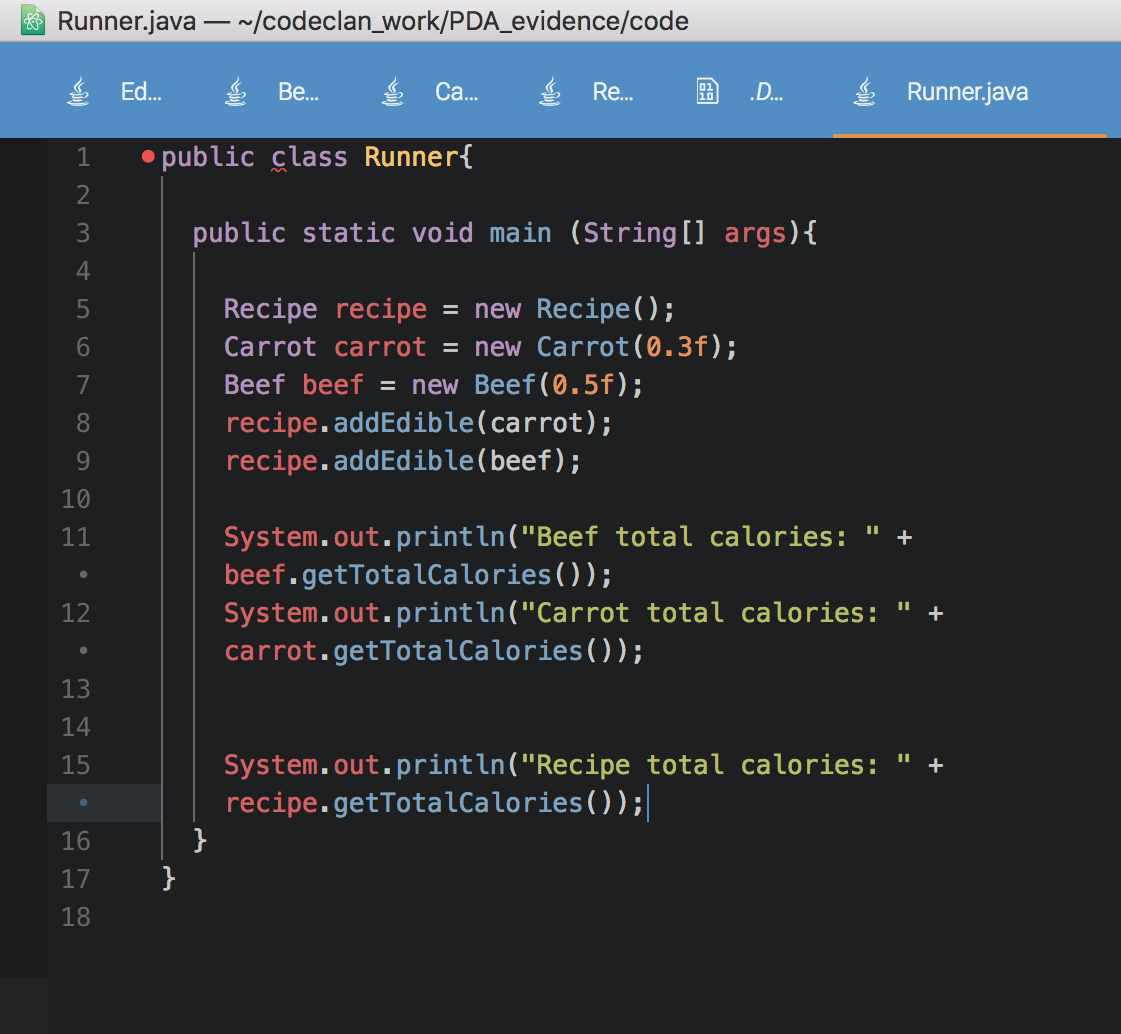 Runner.java — ~/codeclan_work/PDA_evidence/code
Ed... Be... Ca... Re... .D... Runner.java
1 public class Runner{
2
3 public static void main (String[] args){
4
5 Recipe recipe = new Recipe();
6 Carrot carrot = new Carrot(0.3f);
7 Beef beef = new Beef(0.5f);
8 recipe.addEdible(carrot);
9 recipe.addEdible(beef);
10
11 System.out.println("Beef total calories: " +
• beef.getTotalCalories());
12 System.out.println("Carrot total calories: " +
• carrot.getTotalCalories());
13
14
15 System.out.println("Recipe total calories: " +
• recipe.getTotalCalories());
16 }
17 }
18